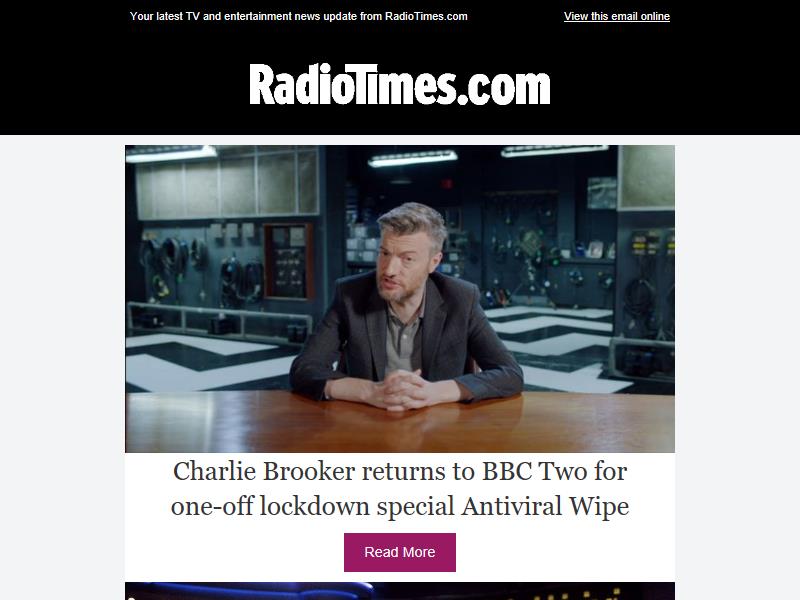 Your latest TV and entertainment news update from RadioTimes.com
View this email online
RadioTimes.com
Charlie Brooker returns to BBC Two for
one-off lockdown special Antiviral Wipe
Read More